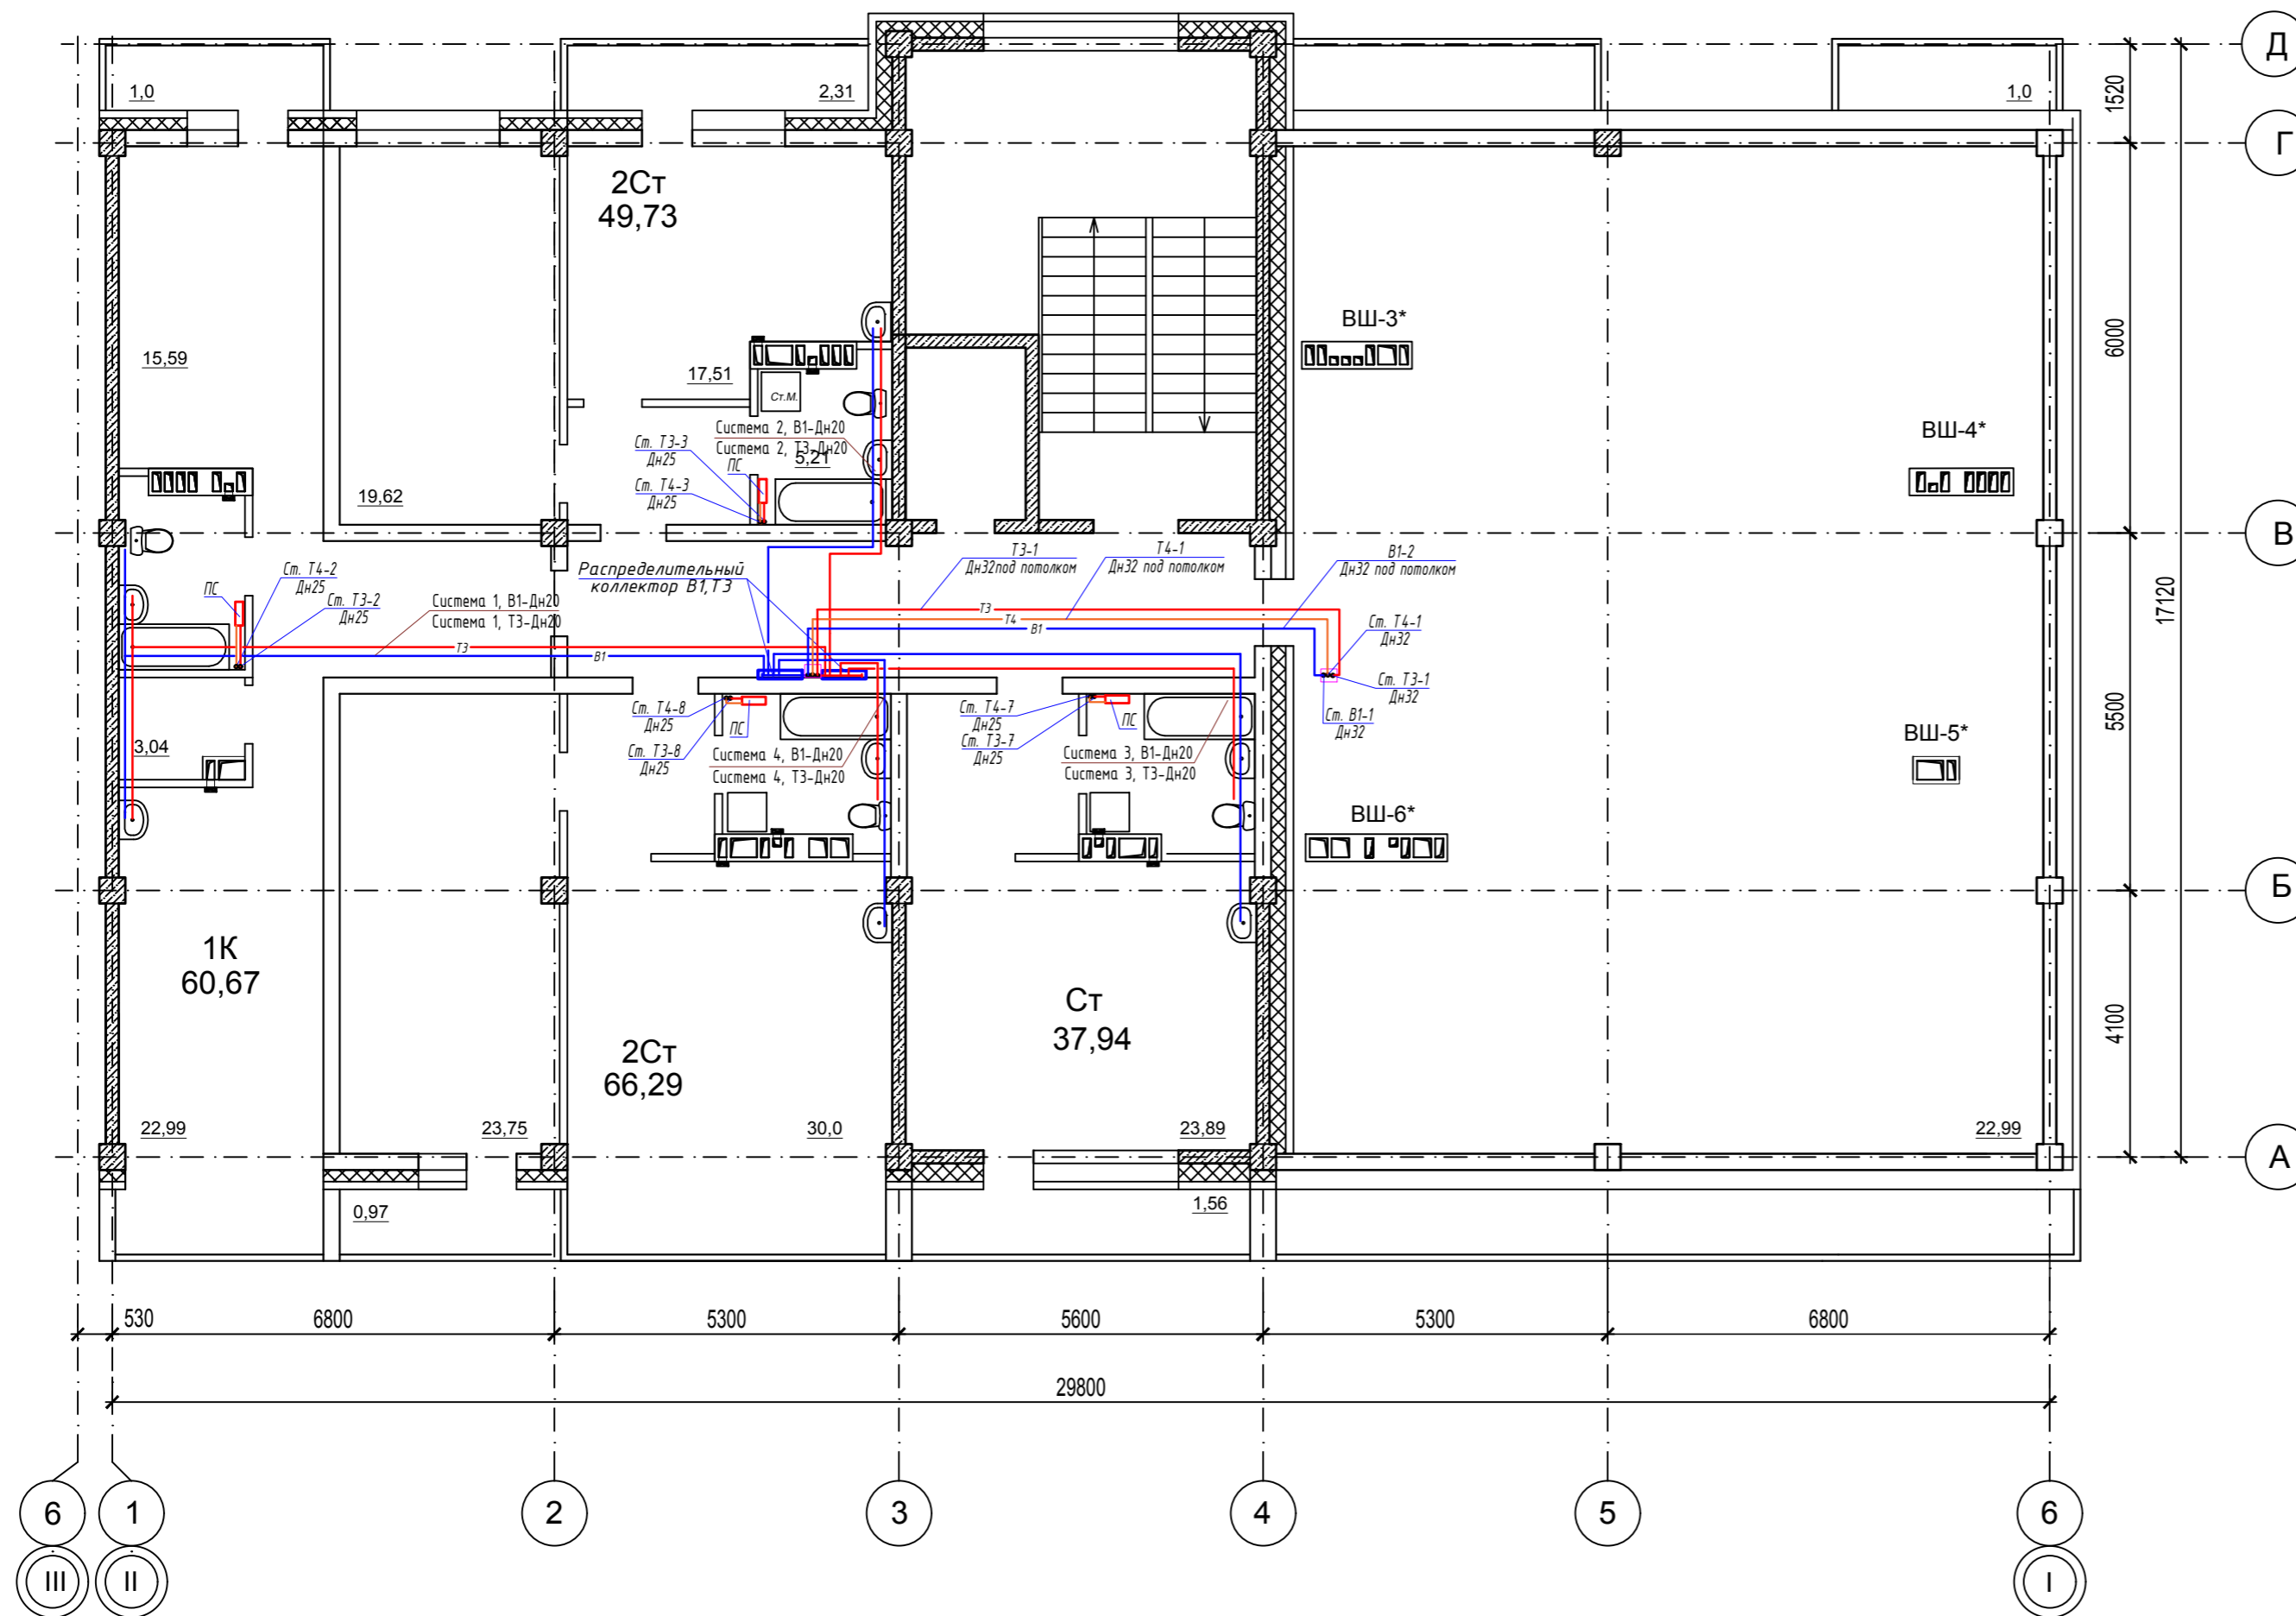 Д
1,0
2,31
1,0
1520
Г
2Ст
49,73
ВШ-3*
6000
15,59
17,51
Ст.М.
ВШ-4*
Система 2, В1-Дн20
Система 2, Т3-Дн20
5,21
Ст. Т3-3
Дн25
ПС
Ст. Т4-3
Дн25
19,62
В
Т3-1
Дн32под потолком
Т4-1
Дн32 под потолком
В1-2
Дн32 под потолком
Распределительный
коллектор В1,Т3
Ст. Т4-2
Дн25
ПС
Ст. Т3-2
Дн25
Система 1, В1-Дн20
Система 1, Т3-Дн20
17120
Т3
Т4
В1
Т3
В1
Ст. Т4-1
Дн32
Ст. Т3-1
Дн32
Ст. В1-1
Дн32
Ст. Т4-8
Дн25
ПС
Ст. Т3-8
Дн25
Система 4, В1-Дн20
Система 4, Т3-Дн20
Ст. Т4-7
Дн25
ПС
Ст. Т3-7
Дн25
Система 3, В1-Дн20
Система 3, Т3-Дн20
5500
3,04
ВШ-5*
ВШ-6*
Б
1К
60,67
Ст
37,94
2Ст
66,29
4100
22,99
23,75
30,0
23,89
22,99
А
0,97
1,56
530
6800
5300
5600
5300
6800
29800
6
1
2
3
4
5
6
III
II
I